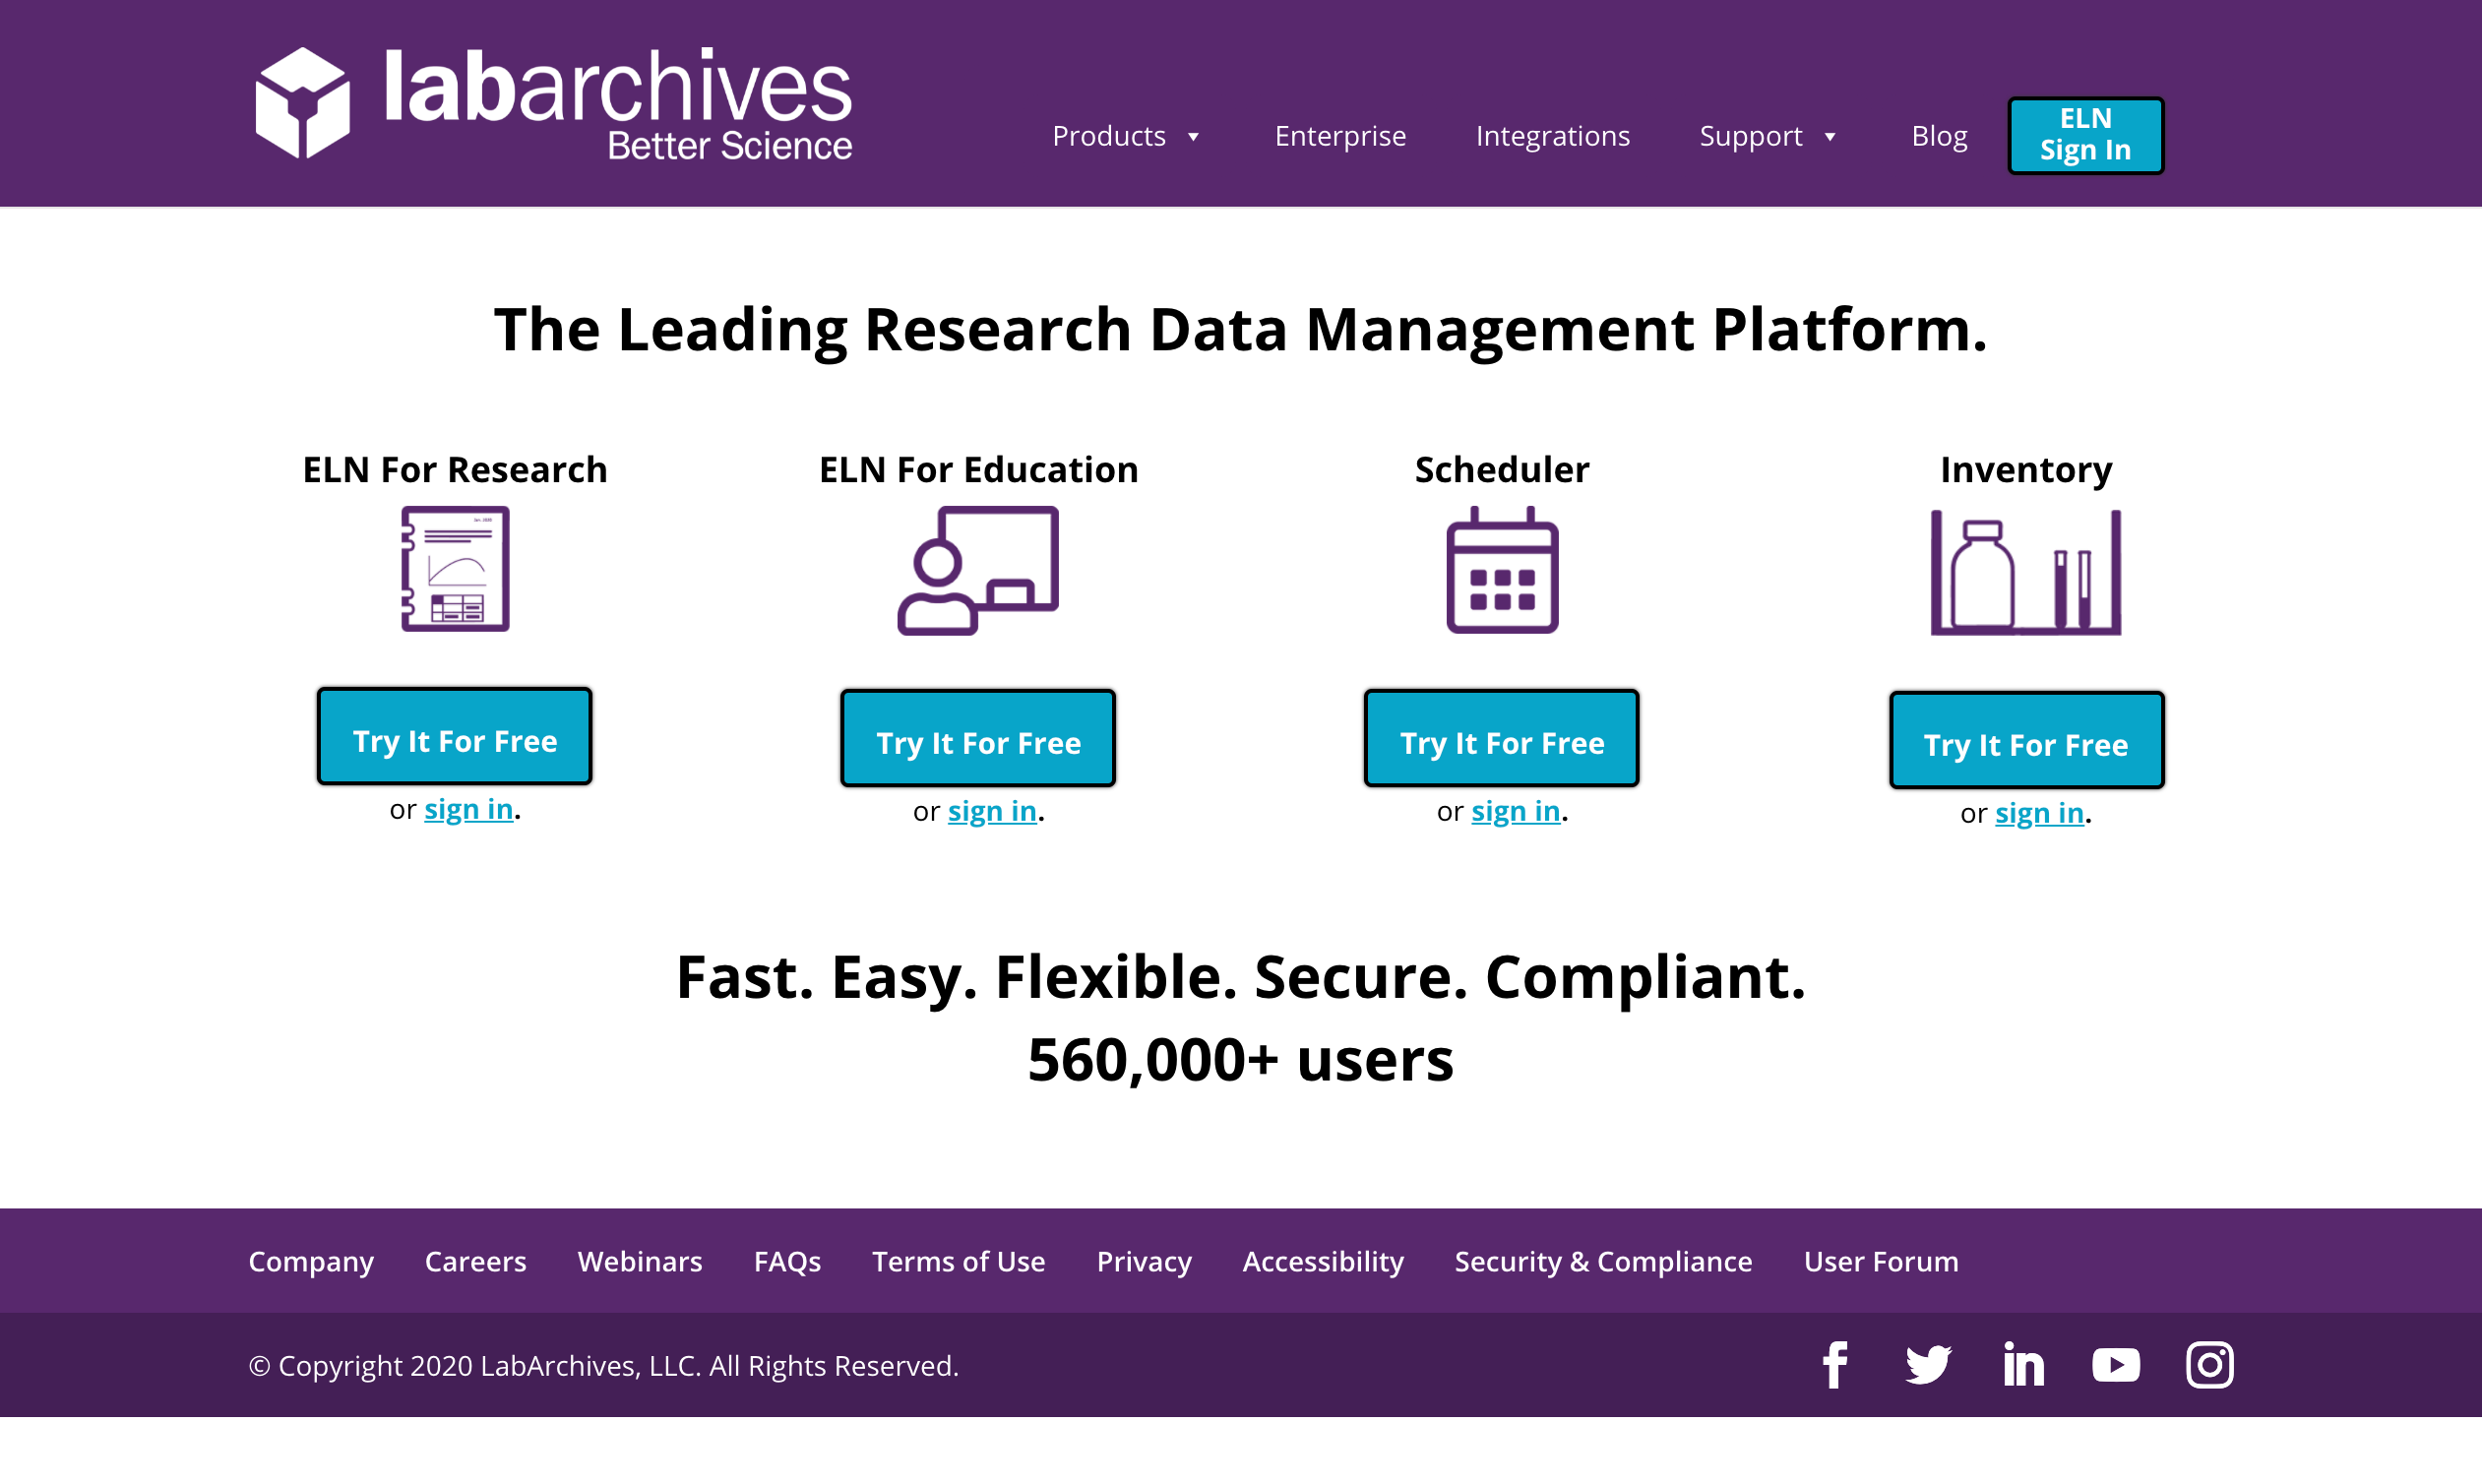 labarchives
Better Science
Products
Enterprise
Integrations
Support
Blog
ELN
Sign In
The Leading Research Data Management Platform.
ELN For Research
ELN For Education
Scheduler
Inventory
Try It For Free
Try It For Free
Try It For Free
Try It For Free
or sign in.
or sign in.
or sign in.
or sign in.
Fast. Easy. Flexible. Secure. Compliant.
560,000+ users
Company
Careers
Webinars
FAQs
Terms of Use
Privacy
Accessibility
Security & Compliance
User Forum
© Copyright 2020 LabArchives, LLC. All Rights Reserved.